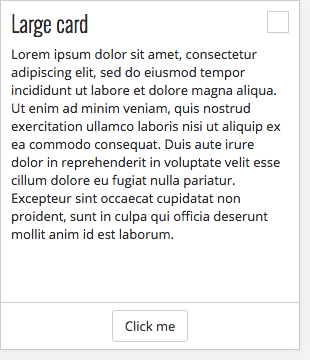 Large card
Lorem ipsum dolor sit amet, consectetur
adipiscing elit, sed do eiusmod tempor
incididunt ut labore et dolore magna aliqua.
Ut enim ad minim veniam, quis nostrud
exercitation ullamco laboris nisi ut aliquip ex
ea commodo consequat. Duis aute irure
dolor in reprehenderit in voluptate velit esse
cillum dolore eu fugiat nulla pariatur.
Excepteur sint occaecat cupidatat non
proident, sunt in culpa qui officia deserunt
mollit anim id est laborum.
Click me